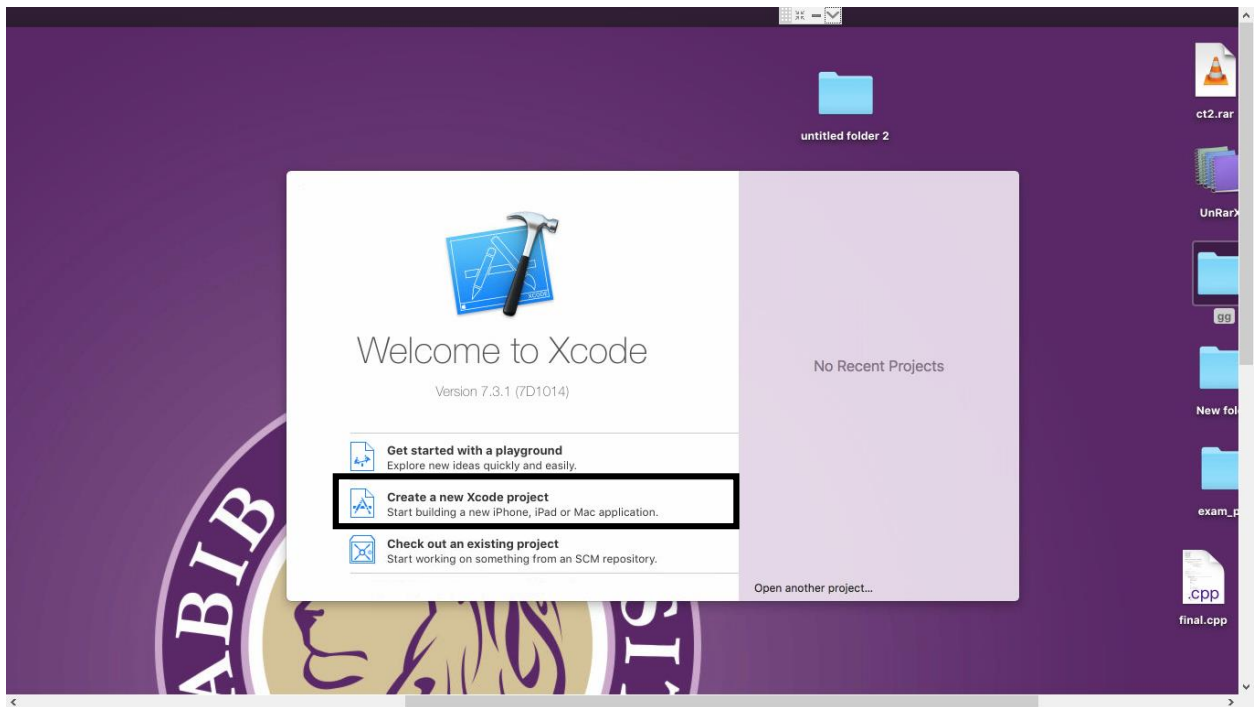 ct2.rar
untitled folder 2
UnRarX
XCODE
gg
Welcome to Xcode
No Recent Projects
Version 7.3.1 (7D1014)
New fol
Get started with a playground
Explore new ideas quickly and easily.
Create a new Xcode project
Start building a new iPhone, iPad or Mac application.
exam_p
Check out an existing project
Start working on something from an SCM repository.
Open another project...
.cpp
final.cpp
ABIB
SI